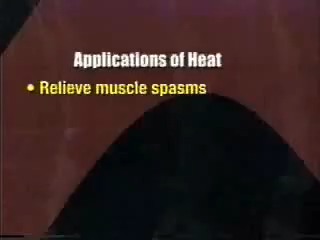 Applications of Heat
• Relieve muscle spasms